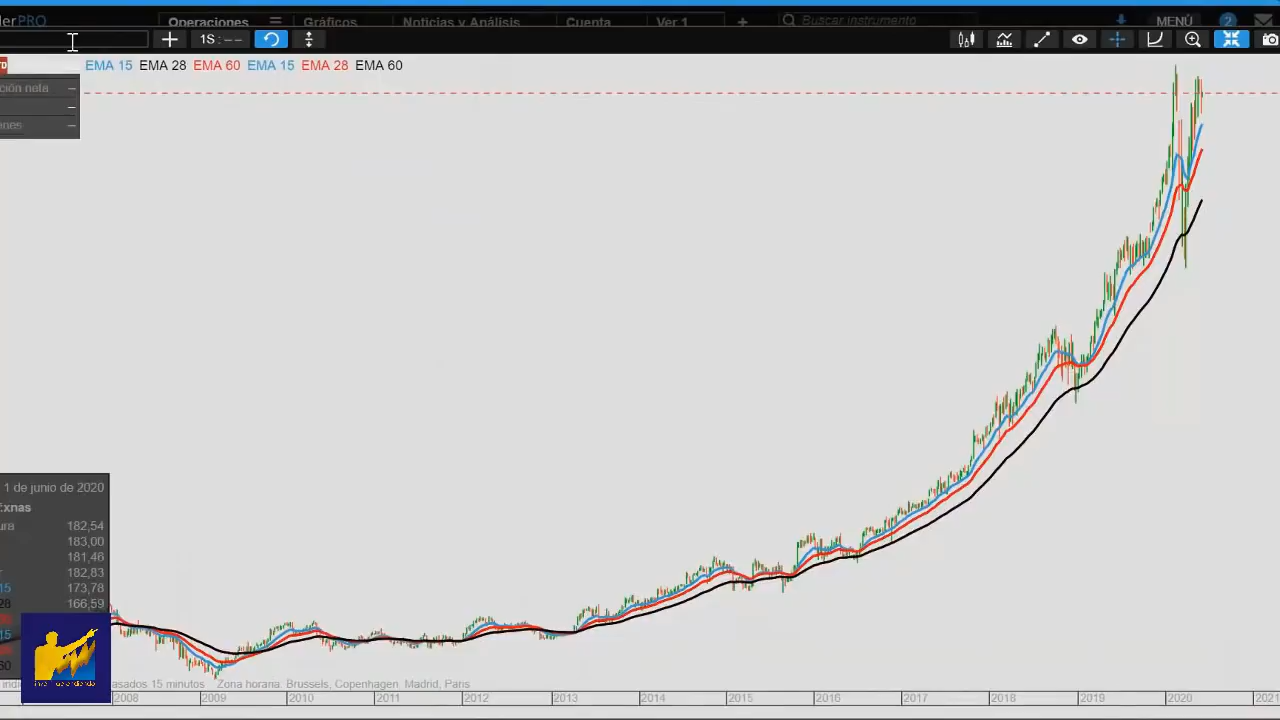 derPRO Operaciones Gráficos Noticias y Análisis Cuenta Ver 1 + Buscar instrumento MENÚ 2
1S : – –
EMA 15 EMA 28 EMA 60 EMA 15 EMA 28 EMA 60
ción neta –
–
ones –
1 de junio de 2020
:xnas
ura 182,54
183,00
181,46
182,83
15 173,78
28 166,59
15
60
asados 15 minutos Zona horaria: Brussels, Copenhagen, Madrid, Paris
2008 2009 2010 2011 2012 2013 2014 2015 2016 2017 2018 2019 2020 2021